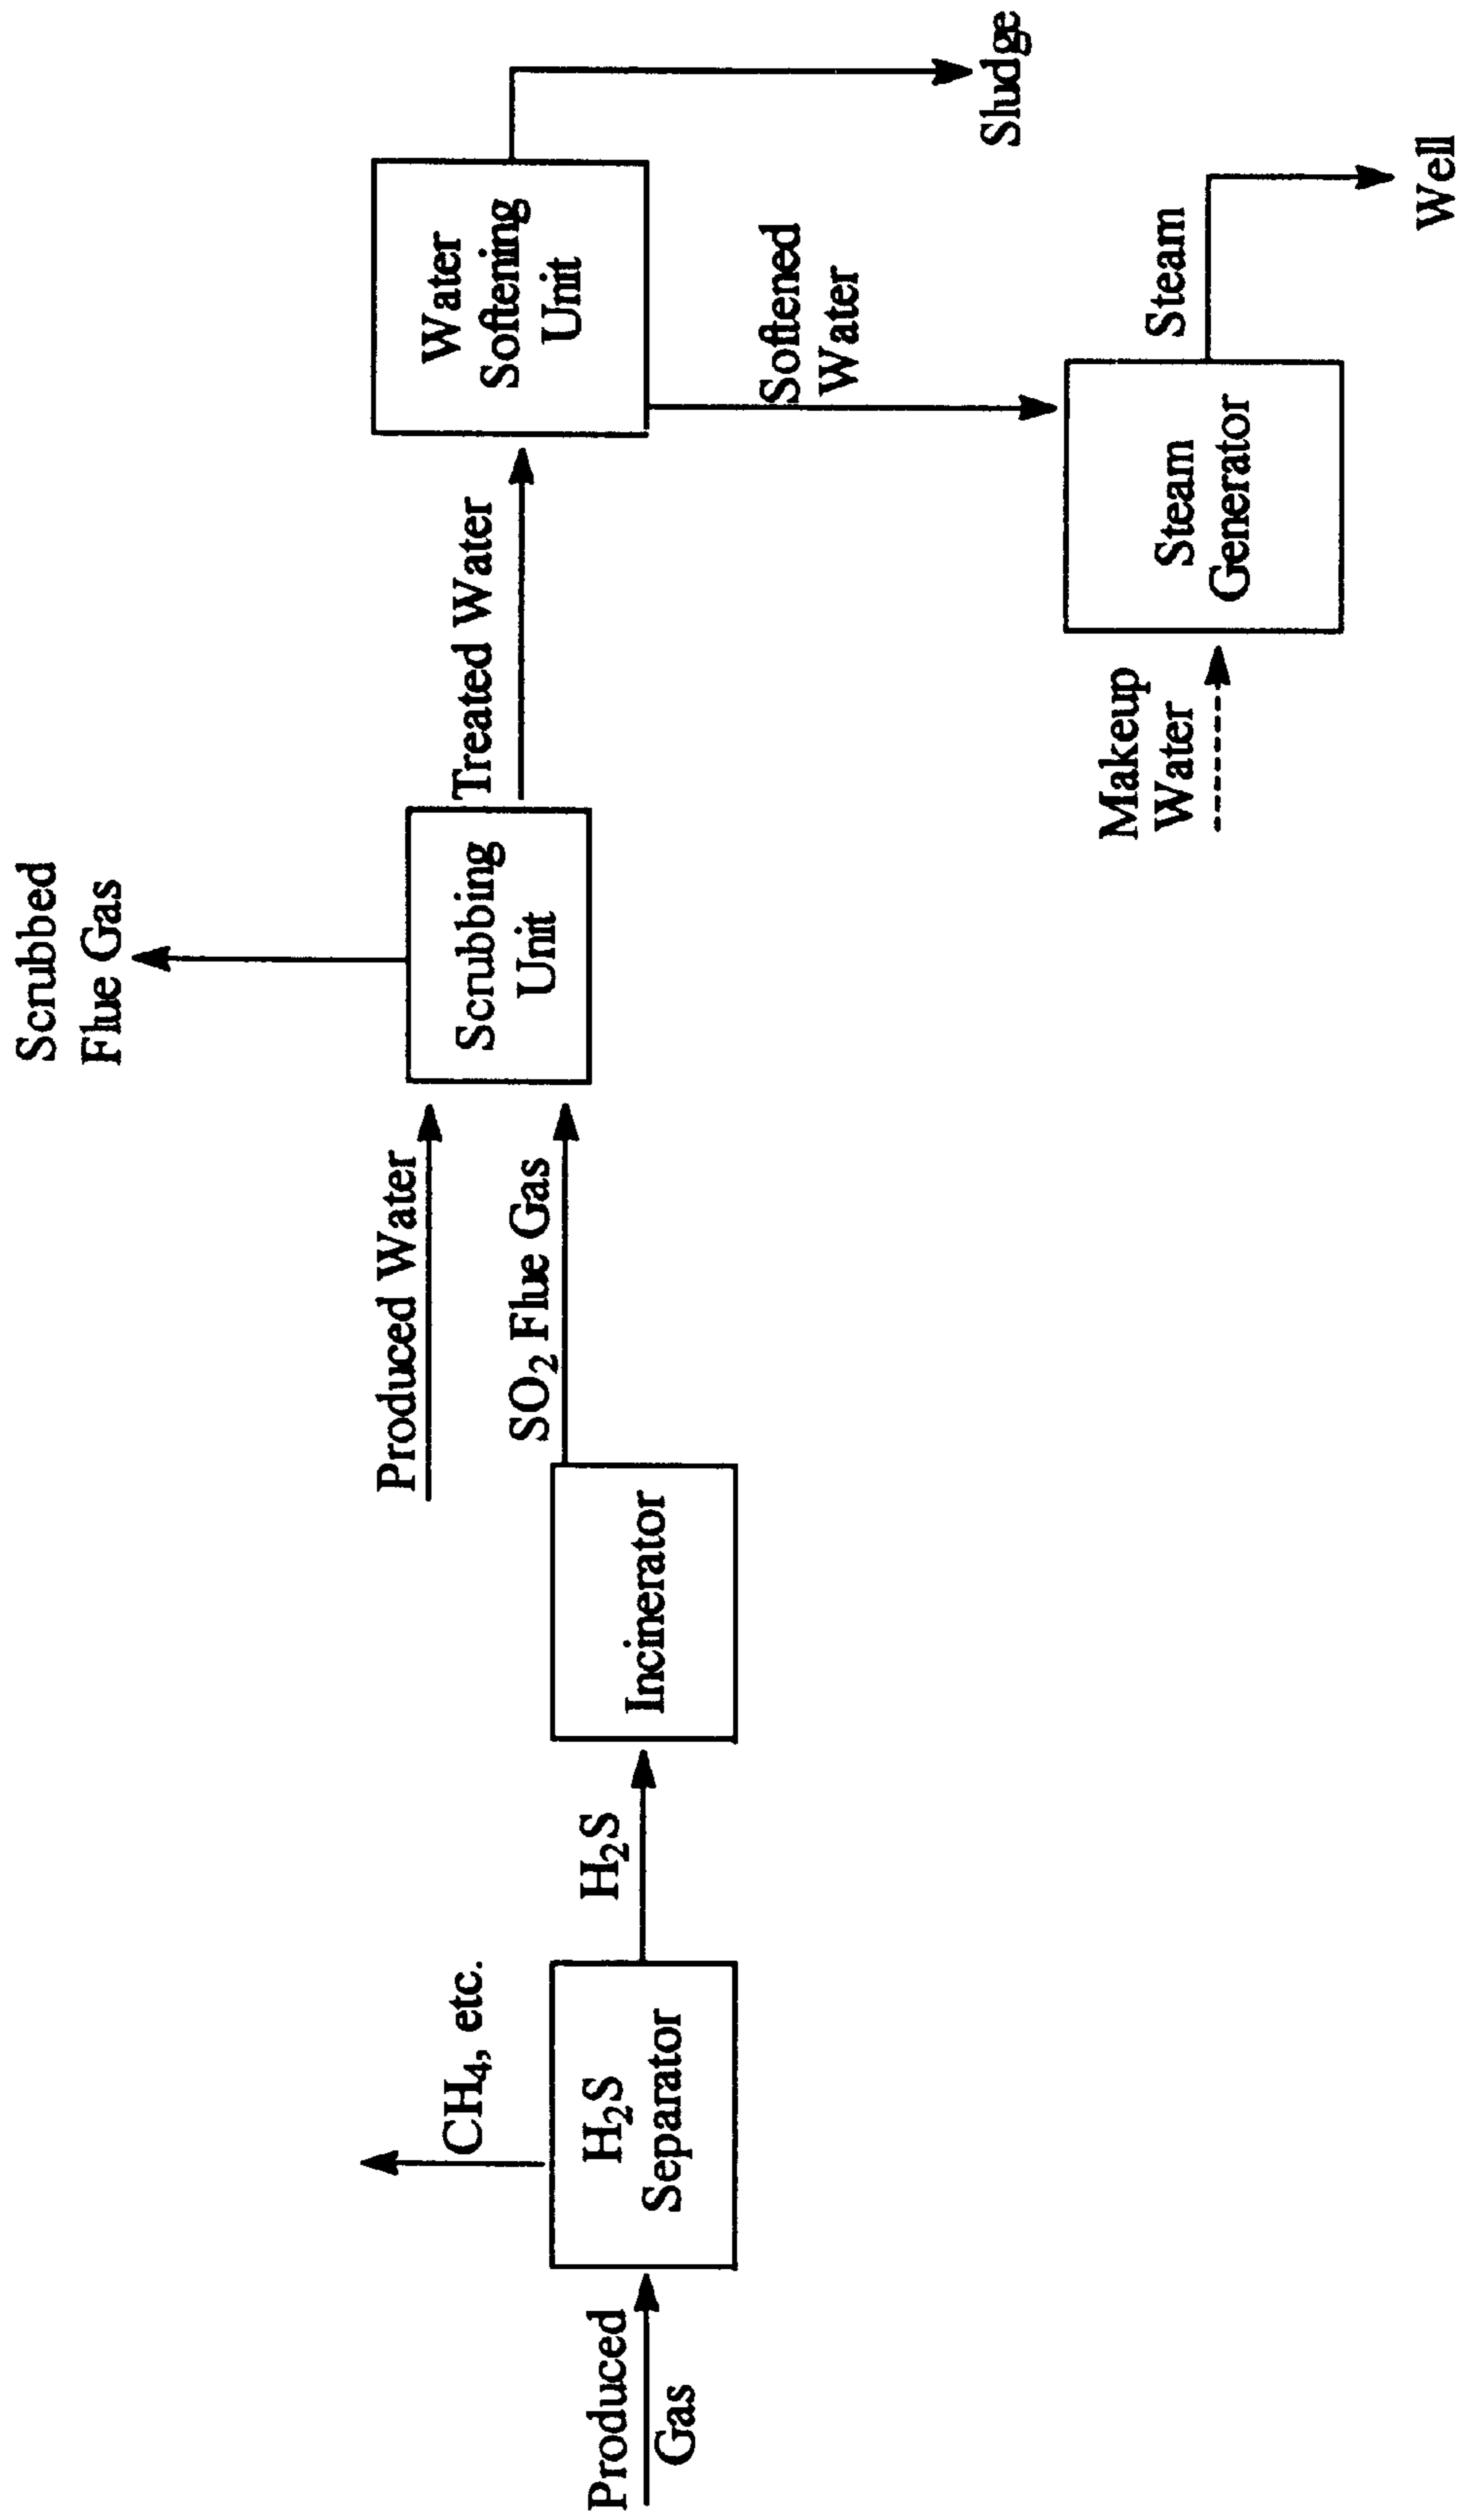 Produced
Gas
H2S
Separator
CH4, etc.
H2S
Incinerator
Produced Water
SO2 Flue Gas
Scrubbing
Unit
Scrubbed
Flue Gas
Treated Water
Water
Softening
Unit
Sludge
Softened
Water
Makeup
Water
Steam
Generator
Steam
Well